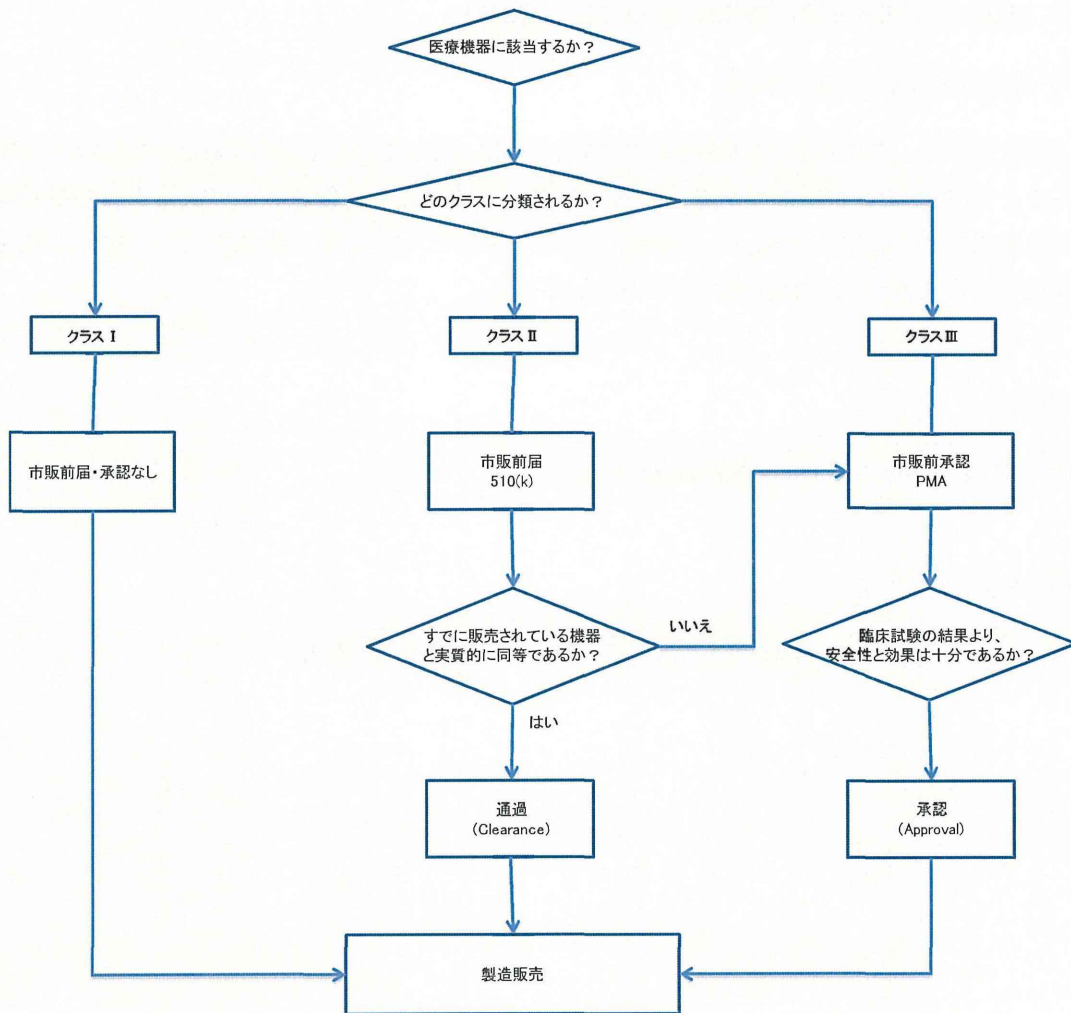 医療機器に該当するか？
どのクラスに分類されるか？
クラスⅠ
クラスⅡ
クラスⅢ
市販前届・承認なし
市販前届
510(k)
市販前承認
PMA
すでに販売されている機器
と実質的に同等であるか？
いいえ
臨床試験の結果より、
安全性と効果は十分であるか？
はい
通過
(Clearance)
承認
(Approval)
製造販売